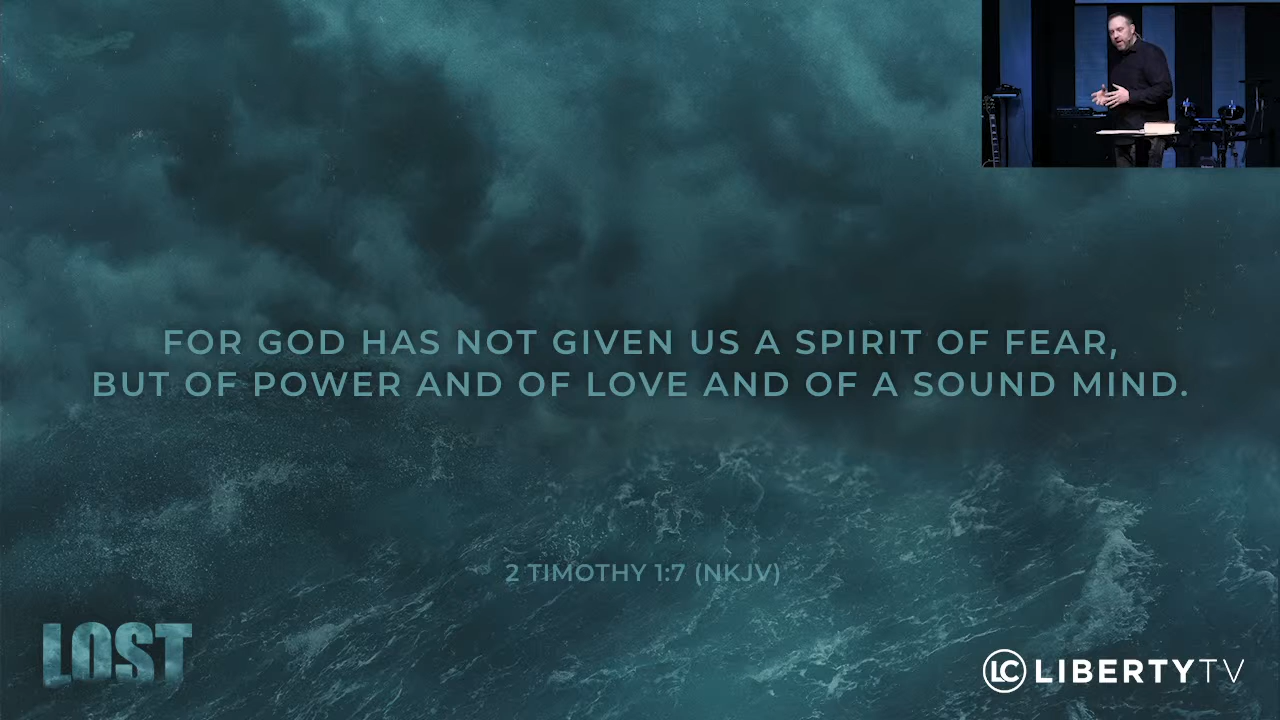 FOR GOD HAS NOT GIVEN US A SPIRIT OF FEAR,
BUT OF POWER AND OF LOVE AND OF A SOUND MIND.
2 TIMOTHY 1:7 (NKJV)
LOST
LC LIBERTYTV